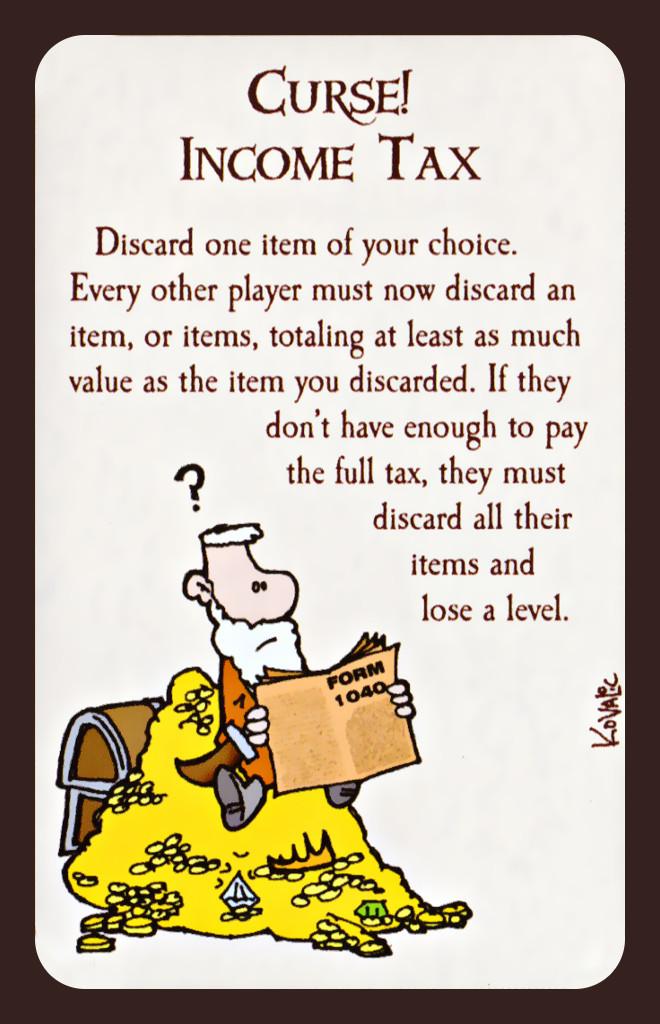 CURSE!
INCOME TAX
Discard one item of your choice.
Every other player must now discard an
item, or items, totaling at least as much
value as the item you discarded. If they
don't have enough to pay
the full tax, they must
discard all their
items and
lose a level.
?
FORM
1040
KOVALIC